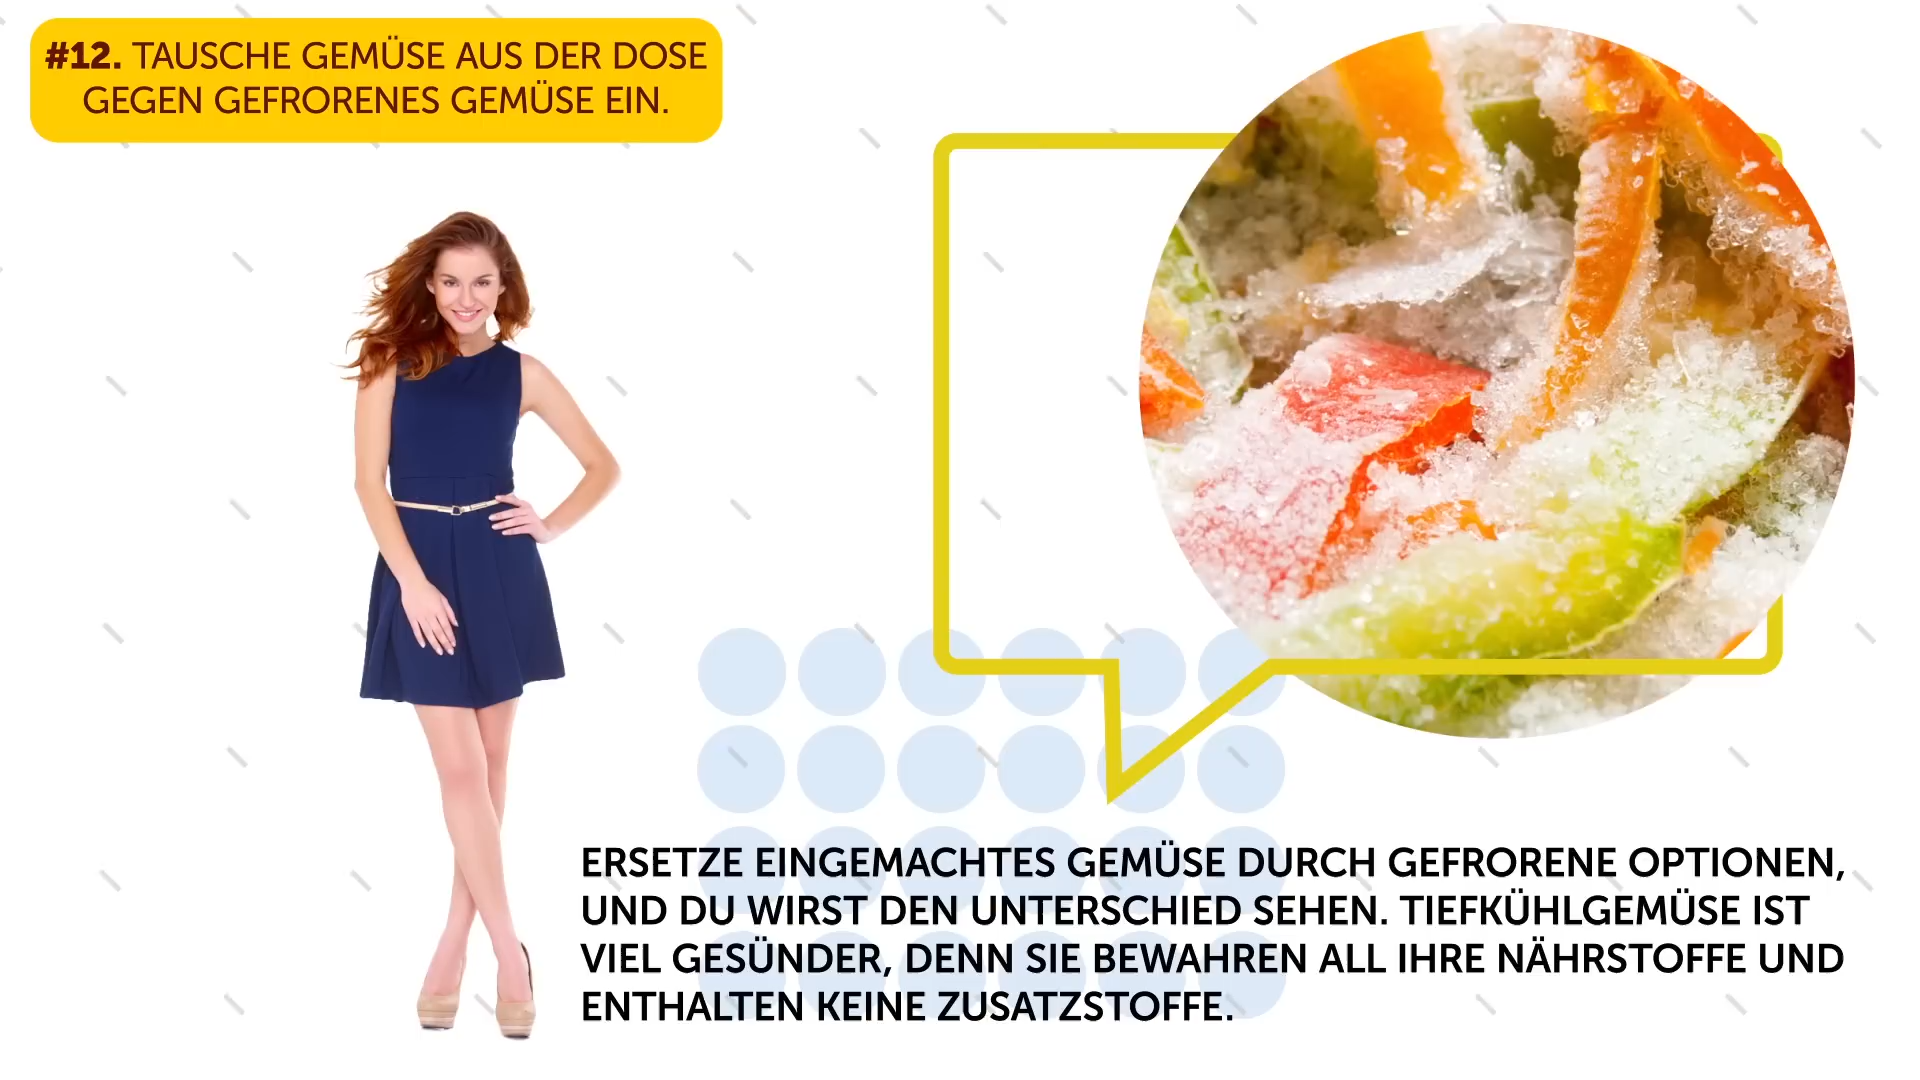 #12. TAUSCHE GEMÜSE AUS DER DOSE
GEGEN GEFRORENES GEMÜSE EIN.
ERSETZE EINGEMACHTES GEMÜSE DURCH GEFRORENE OPTIONEN,
UND DU WIRST DEN UNTERSCHIED SEHEN. TIEFKÜHLGEMÜSE IST
VIEL GESÜNDER, DENN SIE BEWAHREN ALL IHRE NÄHRSTOFFE UND
ENTHALTEN KEINE ZUSATZSTOFFE.